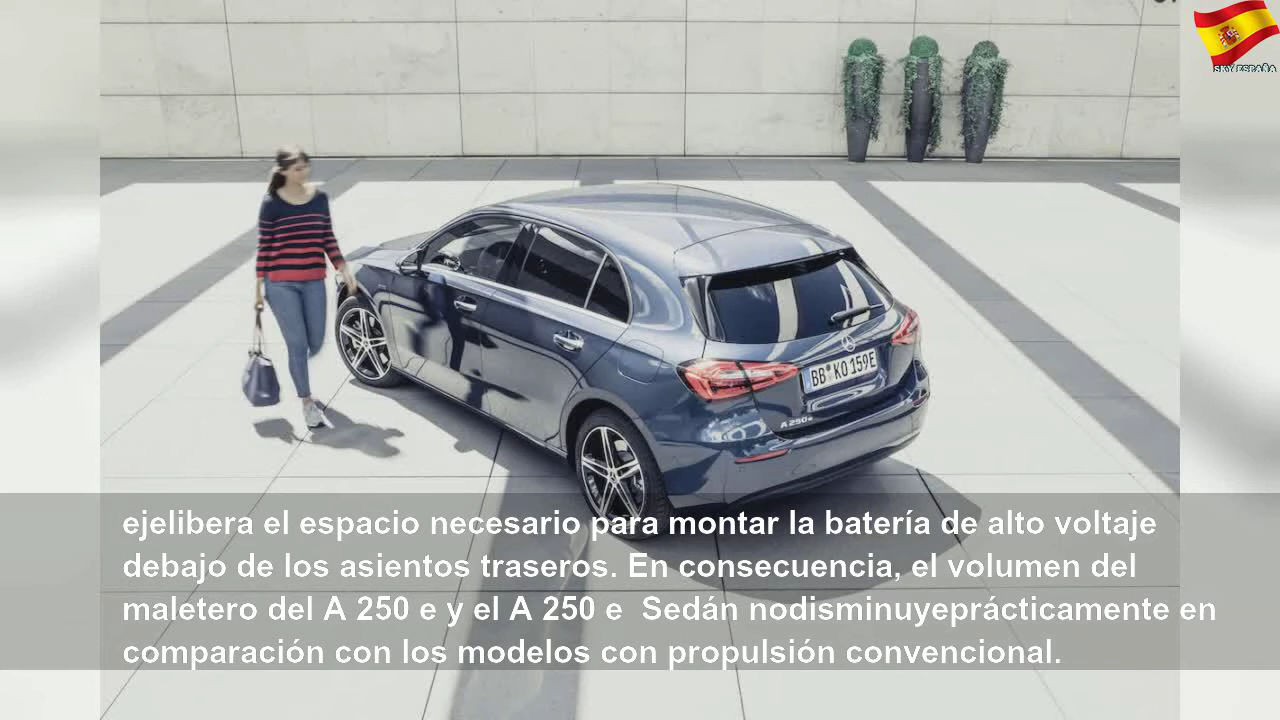 SKY ESPAÑA
BB KO 159E
A 250e
ejelibera el espacio necesario para montar la batería de alto voltaje
debajo de los asientos traseros. En consecuencia, el volumen del
maletero del A 250 e y el A 250 e  Sedán nodisminuyeprácticamente en
comparación con los modelos con propulsión convencional.